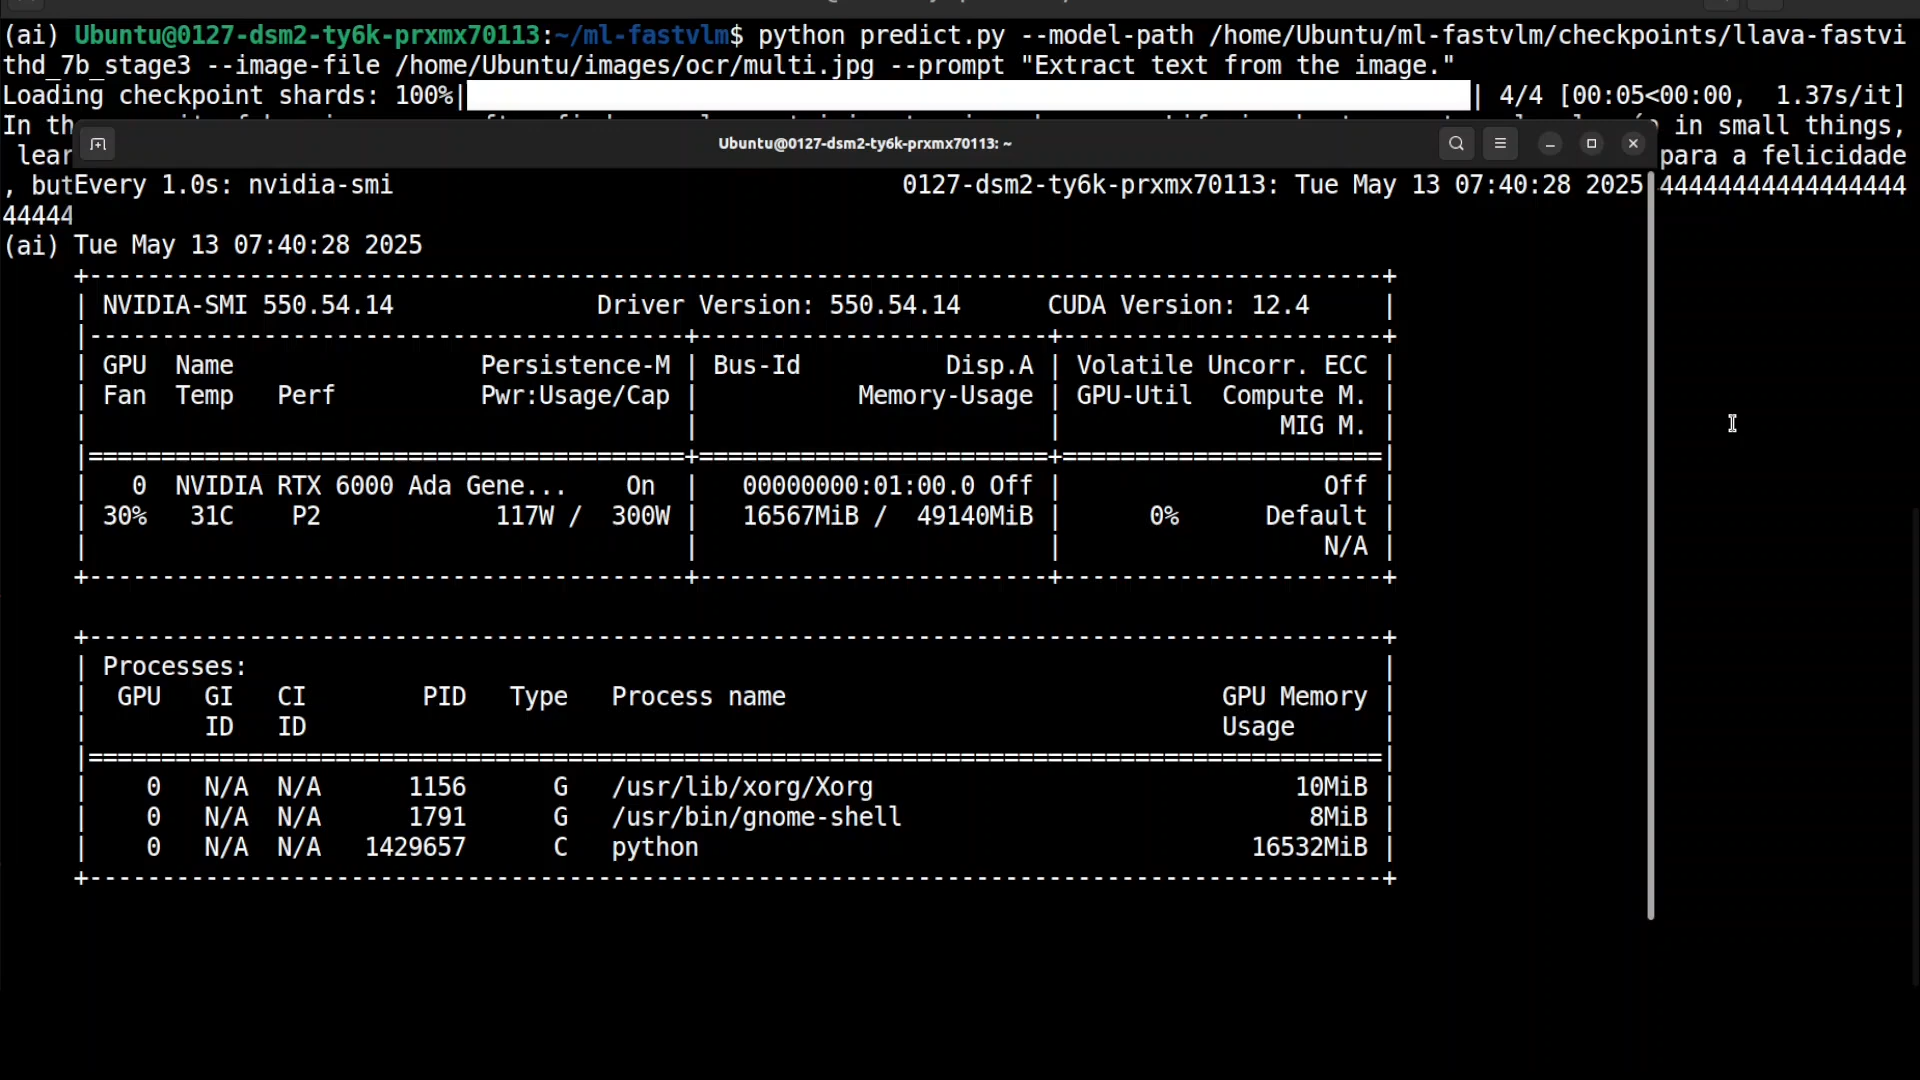 (ai) Ubuntu@0127-dsm2-ty6k-prxmx70113:~/ml-fastvlm$ python predict.py --model-path /home/Ubuntu/ml-fastvlm/checkpoints/llava-fastvi
thd_7b_stage3 --image-file /home/Ubuntu/images/ocr/multi.jpg --prompt "Extract text from the image."
Loading checkpoint shards: 100%| | 4/4 [00:05<00:00, 1.37s/it]
In in small things,
lear para a felicidade
, but 44444444444444444
44444
(ai)
Ubuntu@0127-dsm2-ty6k-prxmx70113: ~
Every 1.0s: nvidia-smi 0127-dsm2-ty6k-prxmx70113: Tue May 13 07:40:28 2025
Tue May 13 07:40:28 2025
+-----------------------------------------------------------------------------------------+
| NVIDIA-SMI 550.54.14              Driver Version: 550.54.14      CUDA Version: 12.4     |
|-----------------------------------------+------------------------+----------------------+
| GPU  Name                 Persistence-M | Bus-Id          Disp.A | Volatile Uncorr. ECC |
| Fan  Temp   Perf          Pwr:Usage/Cap |           Memory-Usage | GPU-Util  Compute M. |
|                                         |                        |               MIG M. |
|=========================================+========================+======================|
|   0  NVIDIA RTX 6000 Ada Gene...    On  |   00000000:01:00.0 Off |                  Off |
| 30%   31C    P2            117W /  300W |   16567MiB /  49140MiB |      0%      Default |
|                                         |                        |                  N/A |
+-----------------------------------------+------------------------+----------------------+
+-----------------------------------------------------------------------------------------+
| Processes:                                                                              |
|  GPU   GI   CI        PID   Type   Process name                              GPU Memory |
|        ID   ID                                                               Usage      |
|=========================================================================================|
|    0   N/A  N/A      1156      G   /usr/lib/xorg/Xorg                             10MiB |
|    0   N/A  N/A      1791      G   /usr/bin/gnome-shell                            8MiB |
|    0   N/A  N/A   1429657      C   python                                      16532MiB |
+-----------------------------------------------------------------------------------------+